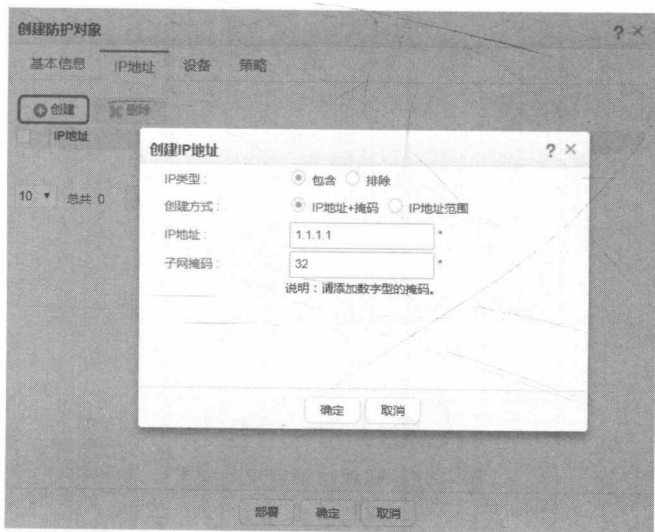 创建防护对象 ? ×
基本信息 IP地址 设备 策略
创建 删除
IP地址
10 ▼ 总共 0
创建IP地址 ? ×
IP类型： 包含 排除
创建方式： IP地址+掩码 IP地址范围
IP地址： 1.1.1.1 *
子网掩码： 32 *
说明：请添加数字型的掩码。
确定 取消
部署 确定 取消